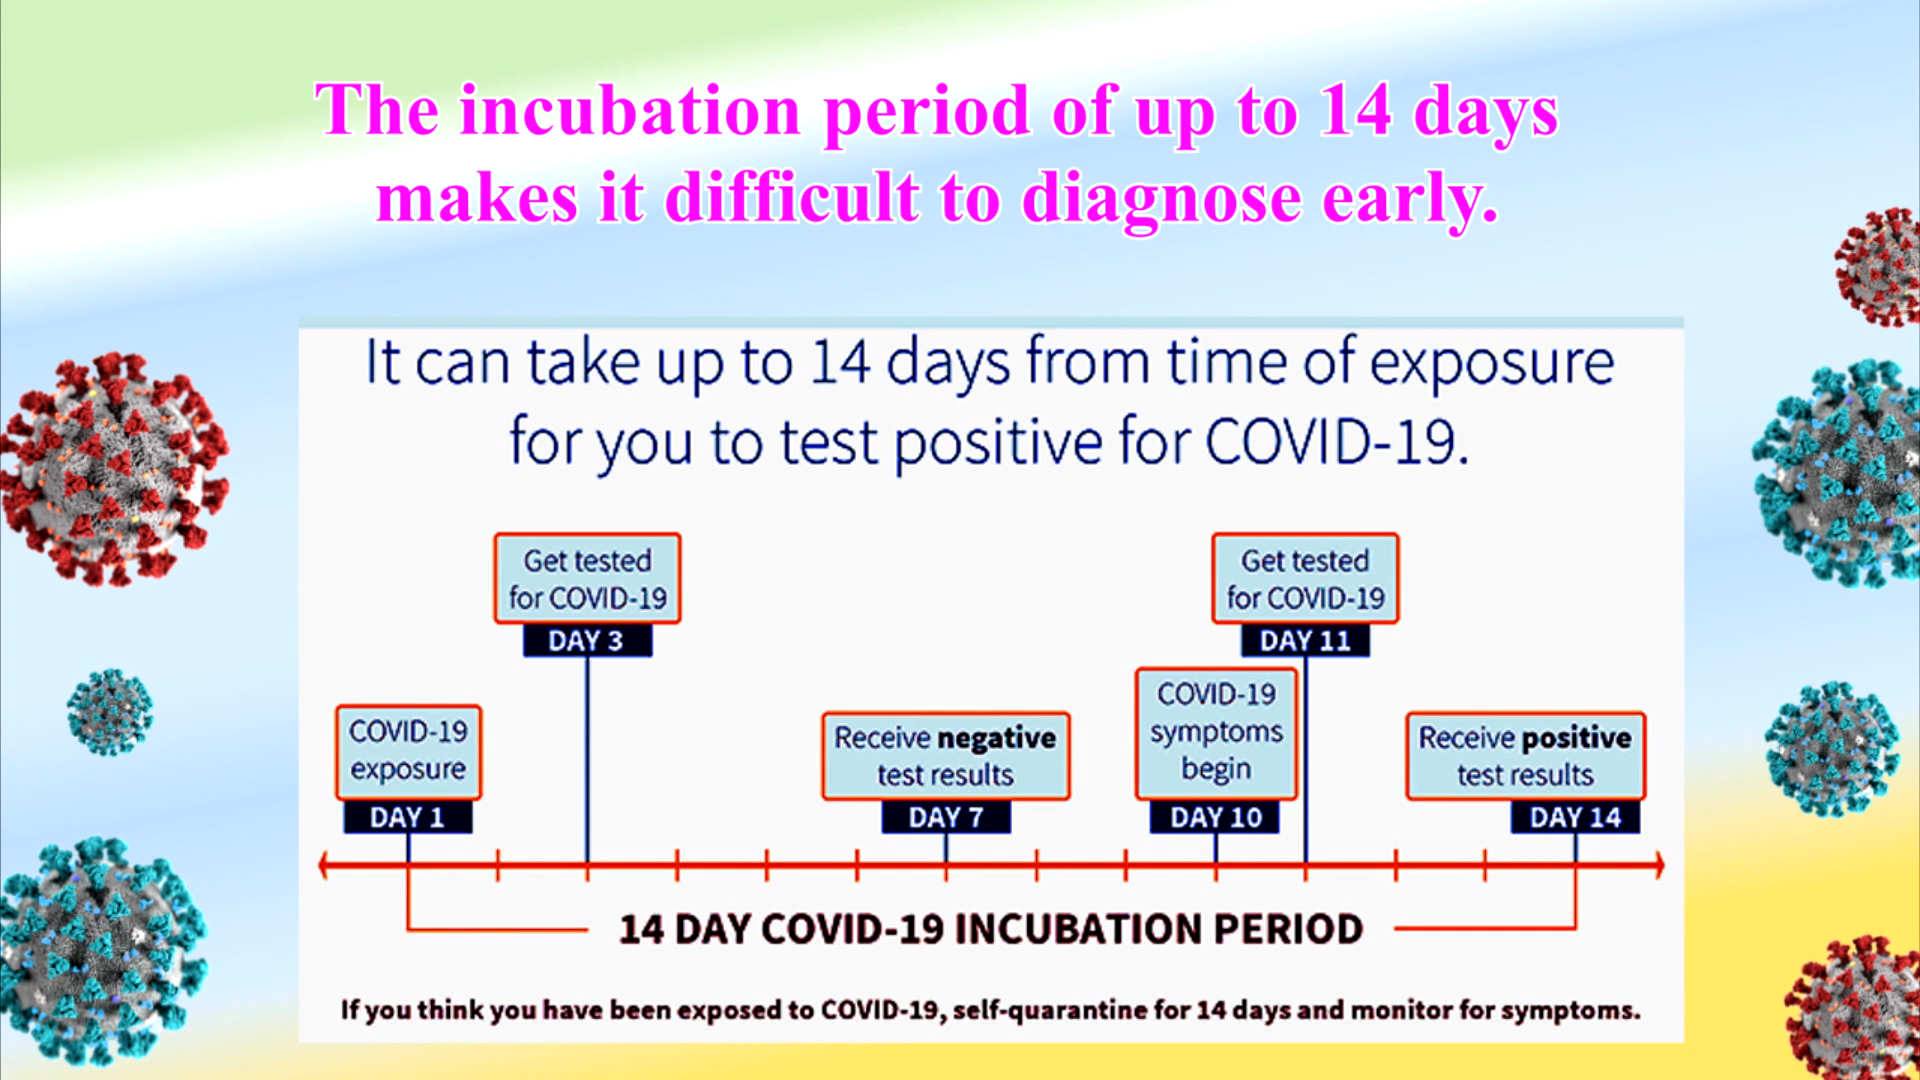 The incubation period of up to 14 days
makes it difficult to diagnose early.
It can take up to 14 days from time of exposure
for you to test positive for COVID-19.
Get tested
for COVID-19
DAY 3
Get tested
for COVID-19
DAY 11
COVID-19
exposure
DAY 1
Receive negative
test results
DAY 7
COVID-19
symptoms
begin
DAY 10
Receive positive
test results
DAY 14
14 DAY COVID-19 INCUBATION PERIOD
If you think you have been exposed to COVID-19, self-quarantine for 14 days and monitor for symptoms.